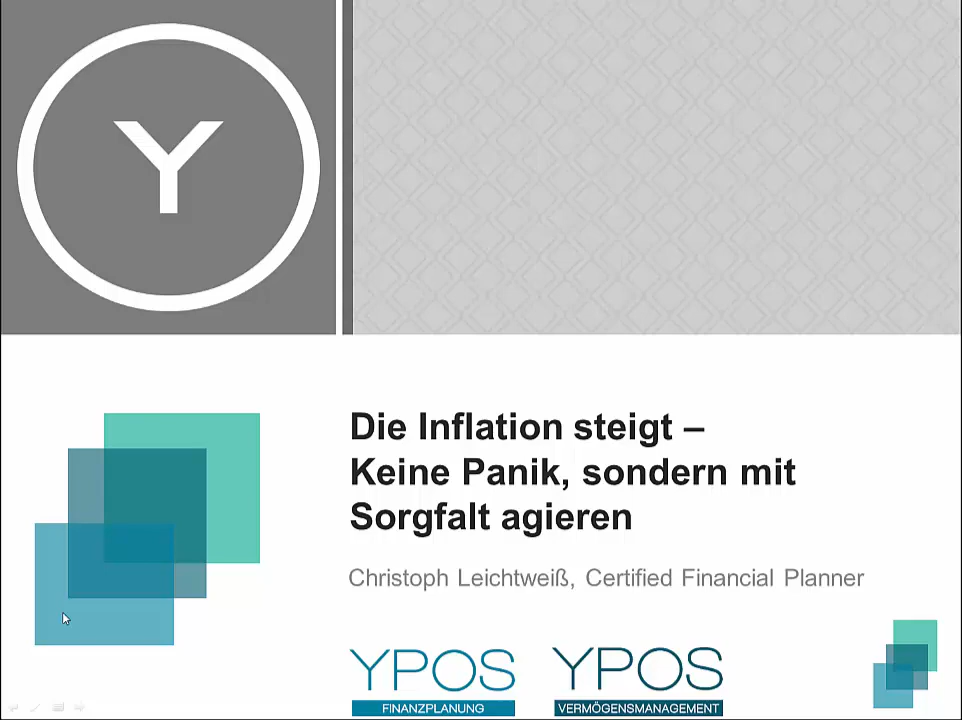 Y
Die Inflation steigt –
Keine Panik, sondern mit
Sorgfalt agieren
Christoph Leichtweiß, Certified Financial Planner
YPOS
FINANZPLANUNG
YPOS
VERMÖGENSMANAGEMENT